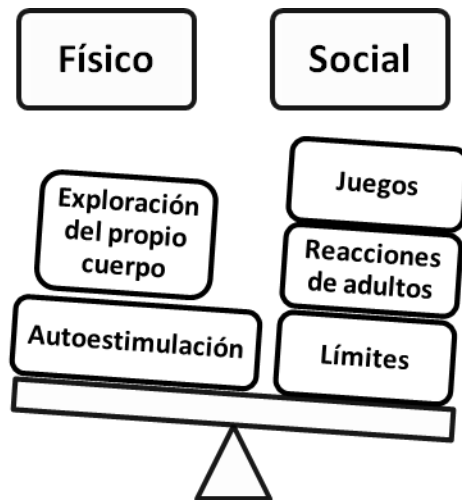 Físico
Social
Exploración
del propio
cuerpo
Autoestimulación
Juegos
Reacciones
de adultos
Límites